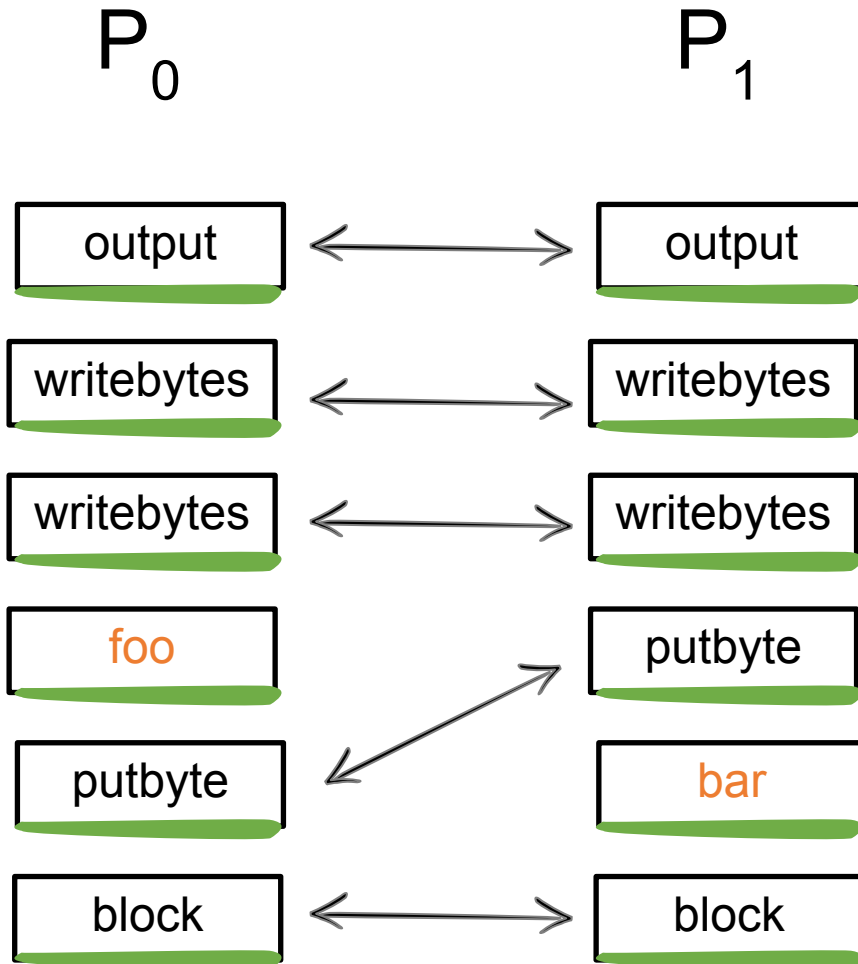 P0 P1
output output
writebytes writebytes
writebytes writebytes
foo putbyte
putbyte bar
block block